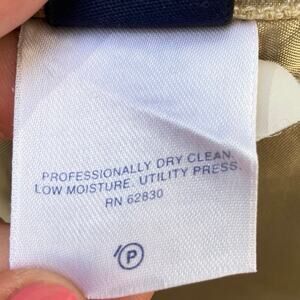 PROFESSIONALLY DRY CLEAN.
LOW MOISTURE. UTILITY PRESS.
RN 62830
P